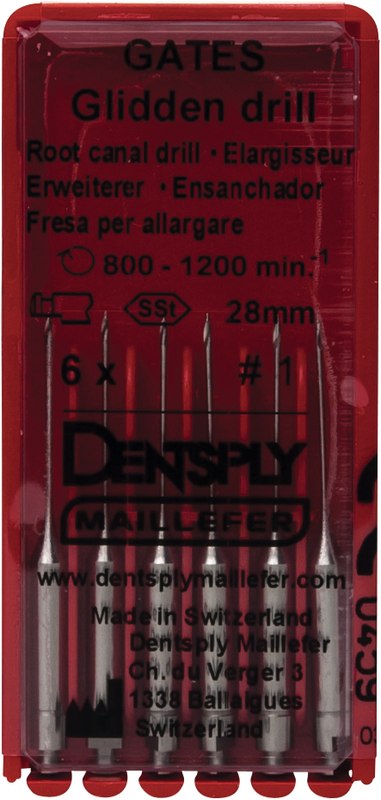 GATES
Glidden drill
Root canal drill • Elargisseur
Erweiterer • Ensanchador
Fresa per allargare
800 - 1200 min.-1
SSt 28mm
6 x # 1
DENTSPLY
MAILLEFER
www.dentsplymaillefer.com
Made in Switzerland
Dentsply Maillefer
Ch. du Verger 3
1338 Ballaigues
Switzerland
0459